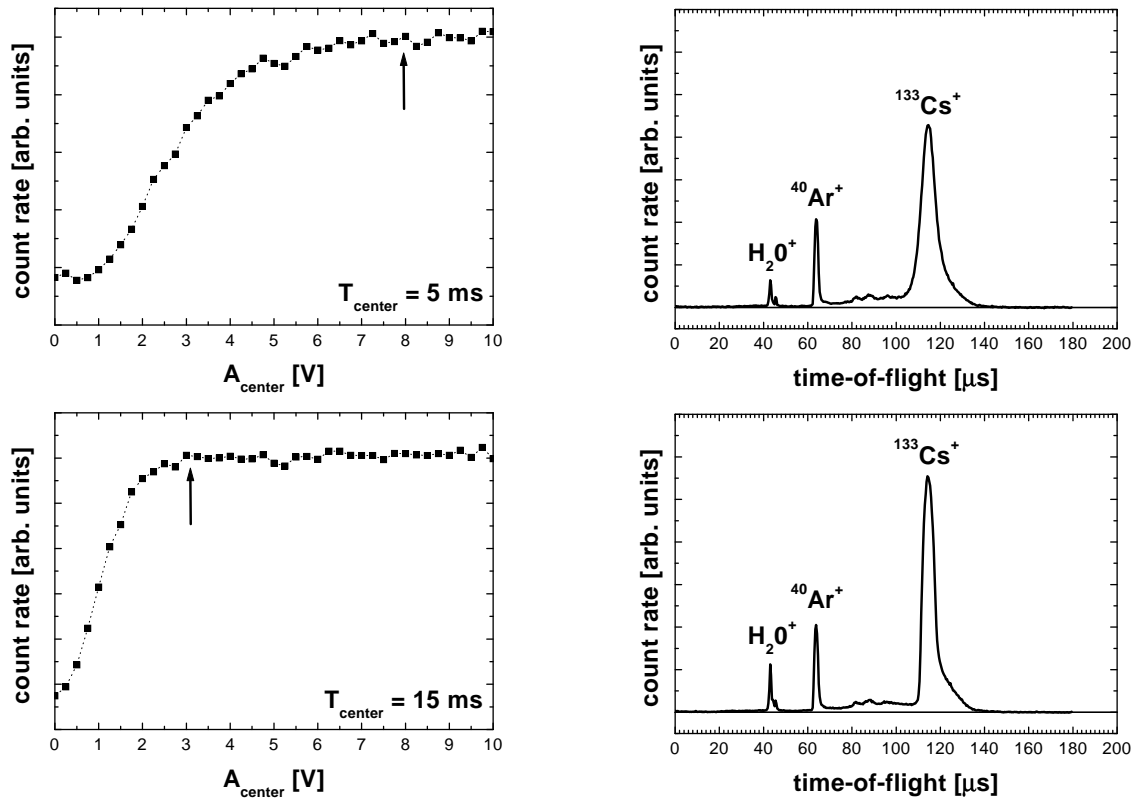 count rate [arb. units]
T_center = 5 ms
0 1 2 3 4 5 6 7 8 9 10
A_center [V]
count rate [arb. units]
¹³³Cs⁺
⁴⁰Ar⁺
H₂0⁺
0 20 40 60 80 100 120 140 160 180 200
time-of-flight [μs]
count rate [arb. units]
T_center = 15 ms
0 1 2 3 4 5 6 7 8 9 10
A_center [V]
count rate [arb. units]
¹³³Cs⁺
⁴⁰Ar⁺
H₂0⁺
0 20 40 60 80 100 120 140 160 180 200
time-of-flight [μs]